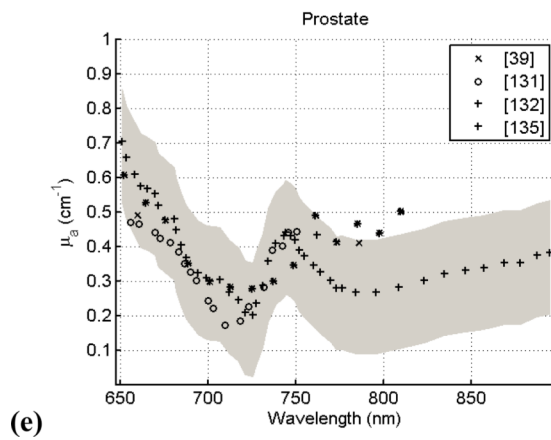 Prostate
1
0.9
0.8
0.7
0.6
0.5
0.4
0.3
0.2
0.1
μa (cm-1)
[39]
[131]
[132]
[135]
650 700 750 800 850
Wavelength (nm)
(e)